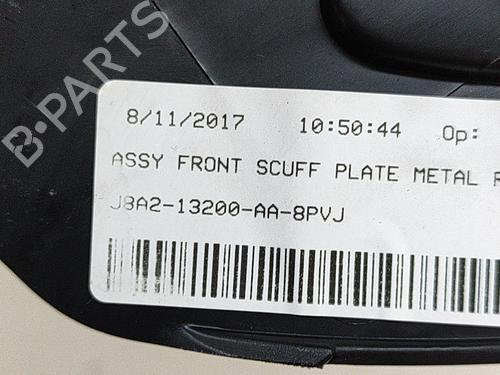 B-PARTS
8/11/2017 10:50:44 Op:
ASSY FRONT SCUFF PLATE METAL
J8A2-13200-AA-8PVJ